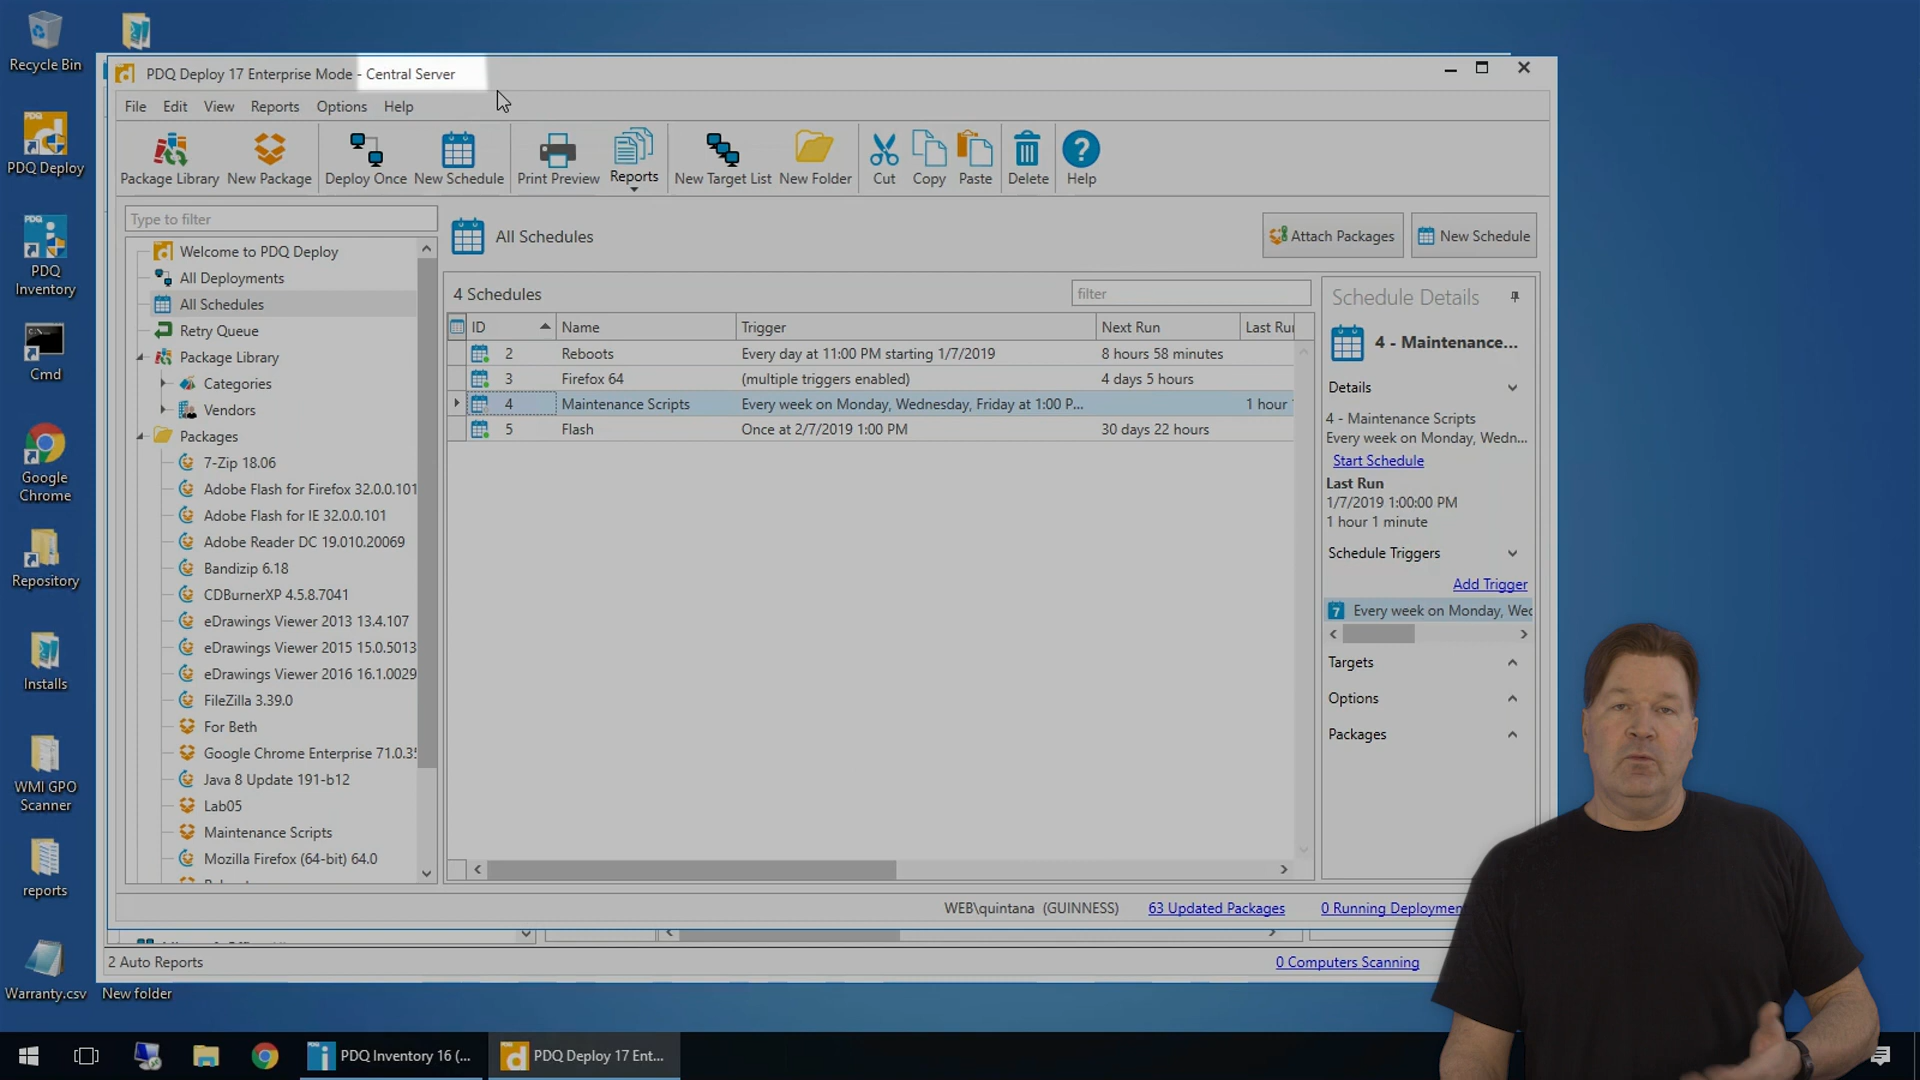 Recycle Bin
PDQ Deploy
PDQ
Inventory
Cmd
Google
Chrome
Repository
Installs
WMI GPO
Scanner
reports
Warranty.csv
New folder
PDQ Deploy 17 Enterprise Mode - Central Server
File Edit View Reports Options Help
Package Library New Package Deploy Once New Schedule Print Preview Reports New Target List New Folder Cut Copy Paste Delete Help
Type to filter
Welcome to PDQ Deploy
All Deployments
All Schedules
Retry Queue
Package Library
Categories
Vendors
Packages
7-Zip 18.06
Adobe Flash for Firefox 32.0.0.101
Adobe Flash for IE 32.0.0.101
Adobe Reader DC 19.010.20069
Bandizip 6.18
CDBurnerXP 4.5.8.7041
eDrawings Viewer 2013 13.4.107
eDrawings Viewer 2015 15.0.5013
eDrawings Viewer 2016 16.1.0029
FileZilla 3.39.0
For Beth
Google Chrome Enterprise 71.0.35
Java 8 Update 191-b12
Lab05
Maintenance Scripts
Mozilla Firefox (64-bit) 64.0
All Schedules
Attach Packages New Schedule
4 Schedules
filter
ID Name Trigger Next Run Last Ru
2 Reboots Every day at 11:00 PM starting 1/7/2019 8 hours 58 minutes
3 Firefox 64 (multiple triggers enabled) 4 days 5 hours
4 Maintenance Scripts Every week on Monday, Wednesday, Friday at 1:00 P... 1 hour
5 Flash Once at 2/7/2019 1:00 PM 30 days 22 hours
Schedule Details
4 - Maintenance...
Details
4 - Maintenance Scripts
Every week on Monday, Wedn...
Start Schedule
Last Run
1/7/2019 1:00:00 PM
1 hour 1 minute
Schedule Triggers
Add Trigger
7 Every week on Monday, Wed
Targets
Options
Packages
WEB\quintana (GUINNESS) 63 Updated Packages 0 Running Deploymen
2 Auto Reports
0 Computers Scanning
PDQ Inventory 16 (...
PDQ Deploy 17 Ent...